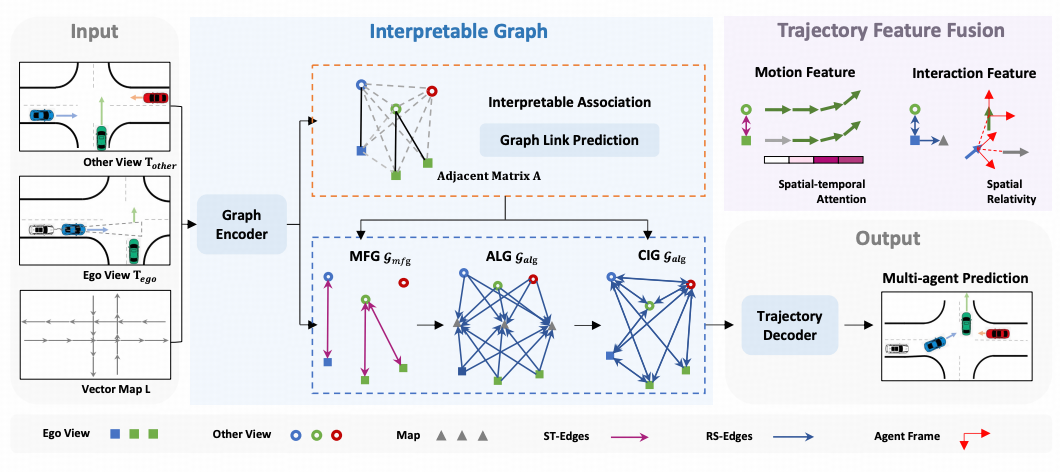 Input
Other View T_other
Ego View T_ego
Vector Map L
Graph
Encoder
Interpretable Graph
Interpretable Association
Graph Link Prediction
Adjacent Matrix A
MFG 𝒢_mfg
ALG 𝒢_alg
CIG 𝒢_alg
Trajectory Feature Fusion
Motion Feature
Interaction Feature
Spatial-temporal
Attention
Spatial
Relativity
Output
Multi-agent Prediction
Trajectory
Decoder
Ego View
Other View
Map
ST-Edges
RS-Edges
Agent Frame